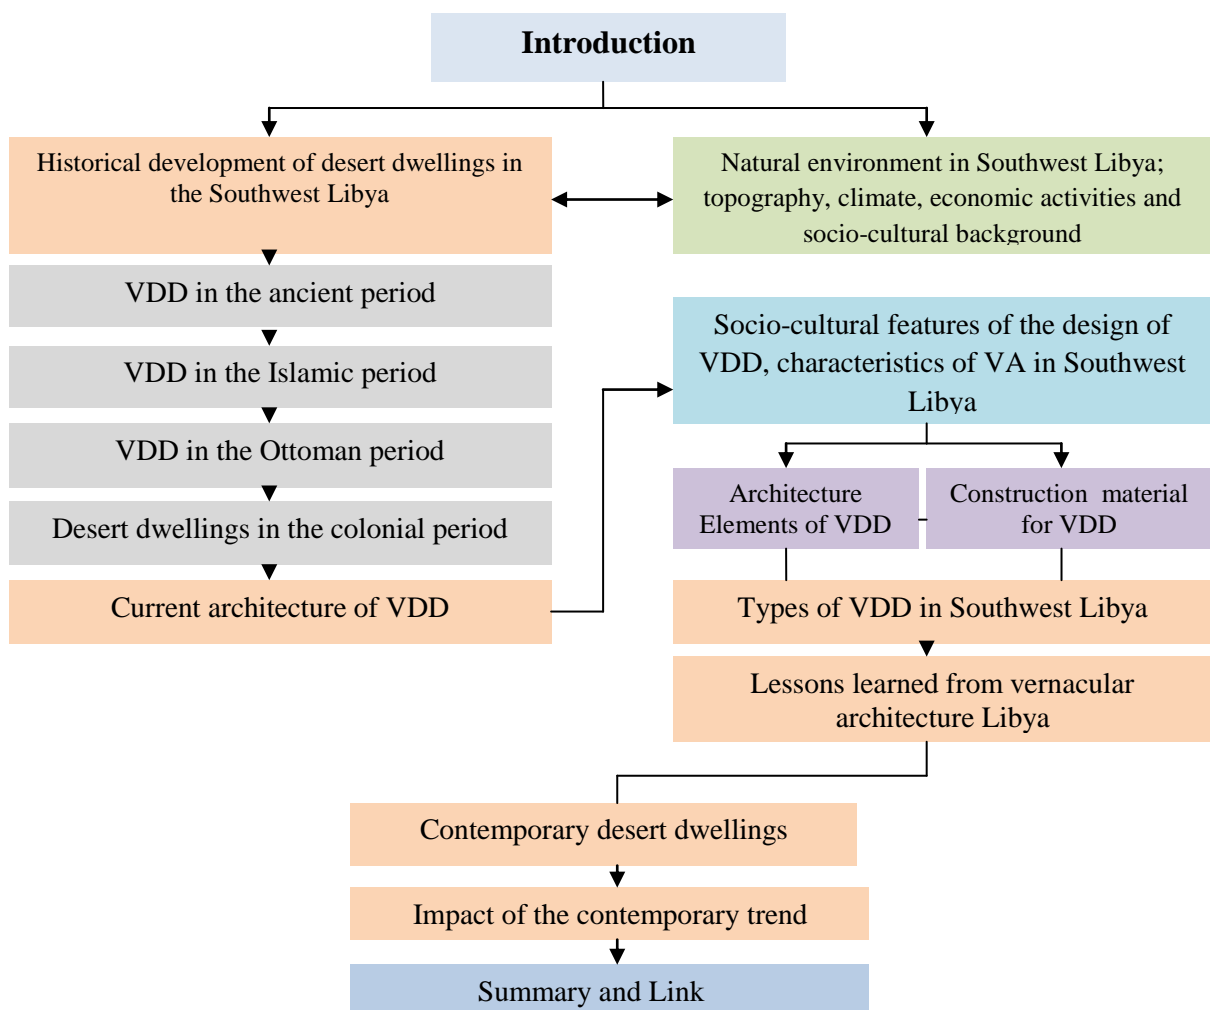 Introduction
Historical development of desert dwellings in
the Southwest Libya
Natural environment in Southwest Libya;
topography, climate, economic activities and
socio-cultural background
VDD in the ancient period
VDD in the Islamic period
VDD in the Ottoman period
Desert dwellings in the colonial period
Current architecture of VDD
Socio-cultural features of the design of
VDD, characteristics of VA in Southwest
Libya
Architecture
Elements of VDD
Construction material
for VDD
Types of VDD in Southwest Libya
Lessons learned from vernacular
architecture Libya
Contemporary desert dwellings
Impact of the contemporary trend
Summary and Link